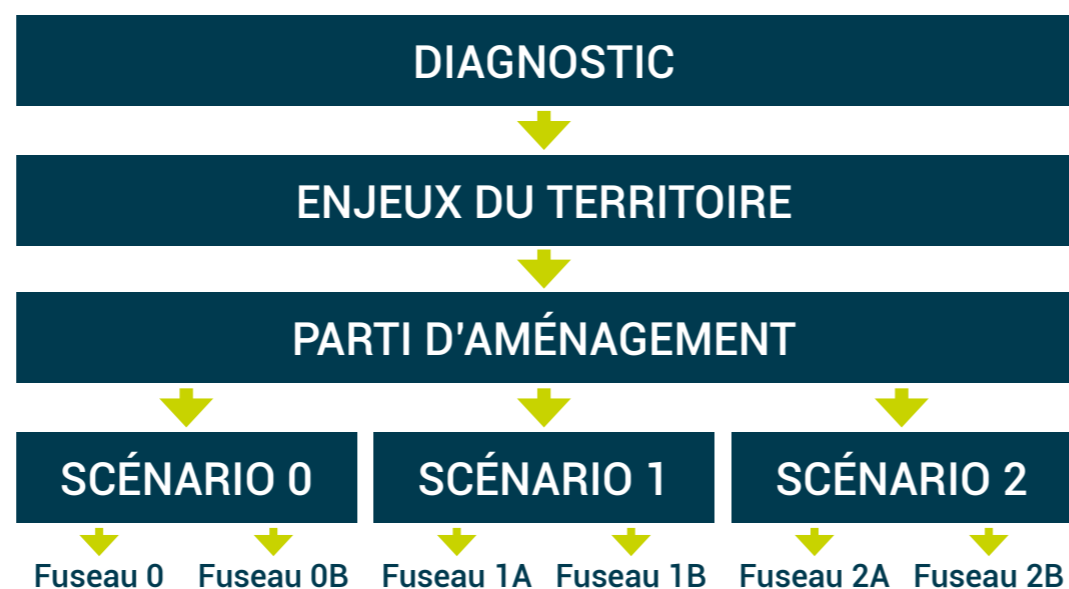 DIAGNOSTIC
ENJEUX DU TERRITOIRE
PARTI D'AMÉNAGEMENT
SCÉNARIO 0
SCÉNARIO 1
SCÉNARIO 2
Fuseau 0
Fuseau 0B
Fuseau 1A
Fuseau 1B
Fuseau 2A
Fuseau 2B